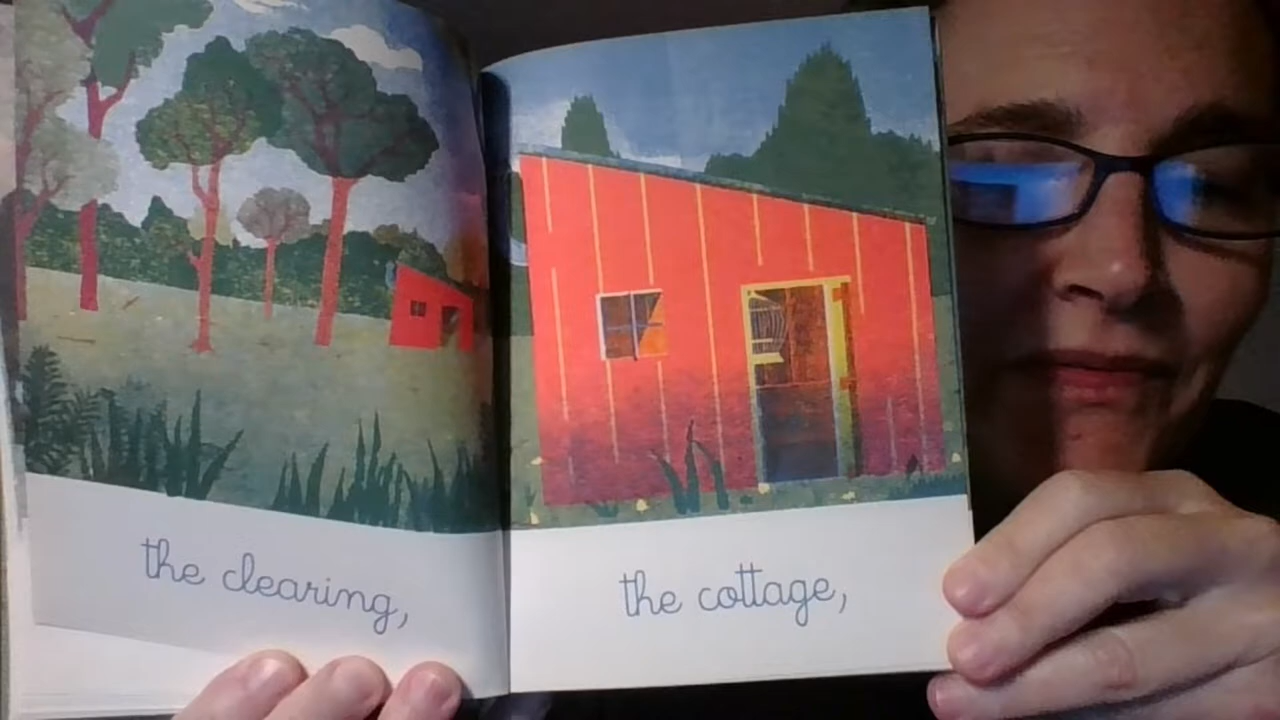 the clearing,
the cottage,